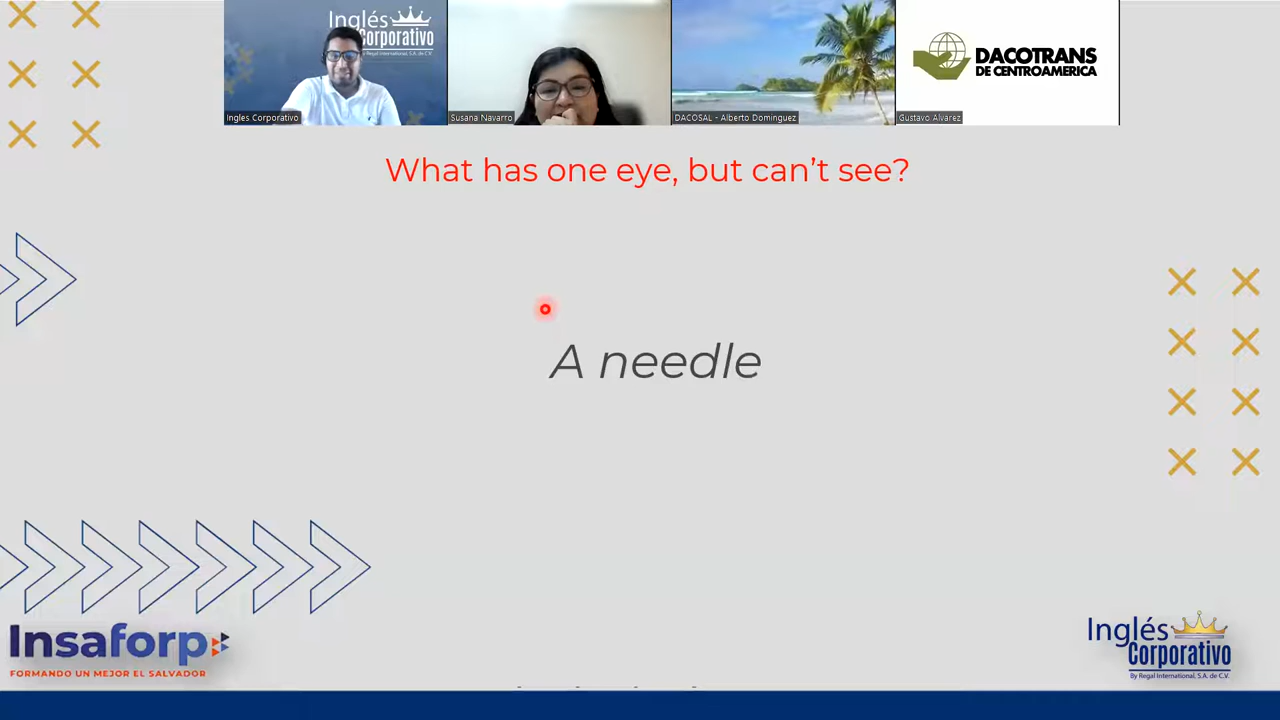 Inglés
Corporativo
By Regal International, S.A. de C.V.
DACOTRANS
DE CENTROAMERICA
Ingles Corporativo
Susana Navarro
DACOSAL - Alberto Dominguez
Gustavo Alvarez
What has one eye, but can’t see?
A needle
Insaforp
FORMANDO UN MEJOR EL SALVADOR
Inglés
Corporativo
By Regal International, S.A. de C.V.